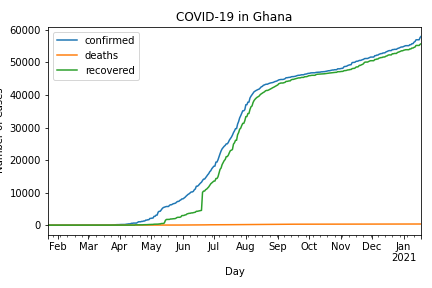 COVID-19 in Ghana
confirmed
deaths
recovered
60000
50000
40000
30000
20000
10000
0
Feb Mar Apr May Jun Jul Aug Sep Oct Nov Dec Jan
2021
Day